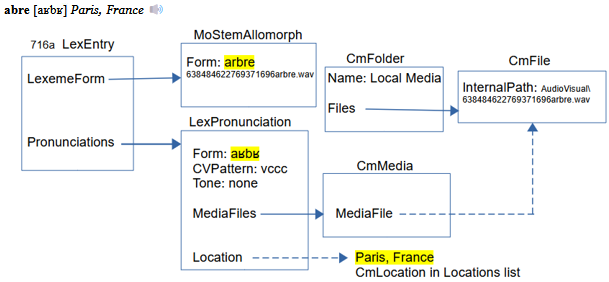 abre [aʁbʁ] Paris, France
716a LexEntry
LexemeForm
Pronunciations
MoStemAllomorph
Form: arbre
638484622769371696arbre.wav
LexPronunciation
Form: aʁbʁ
CVPattern: vccc
Tone: none
MediaFiles
Location
CmFolder
Name: Local Media
Files
CmFile
InternalPath: AudioVisual\
638484622769371696arbre.wav
CmMedia
MediaFile
Paris, France
CmLocation in Locations list